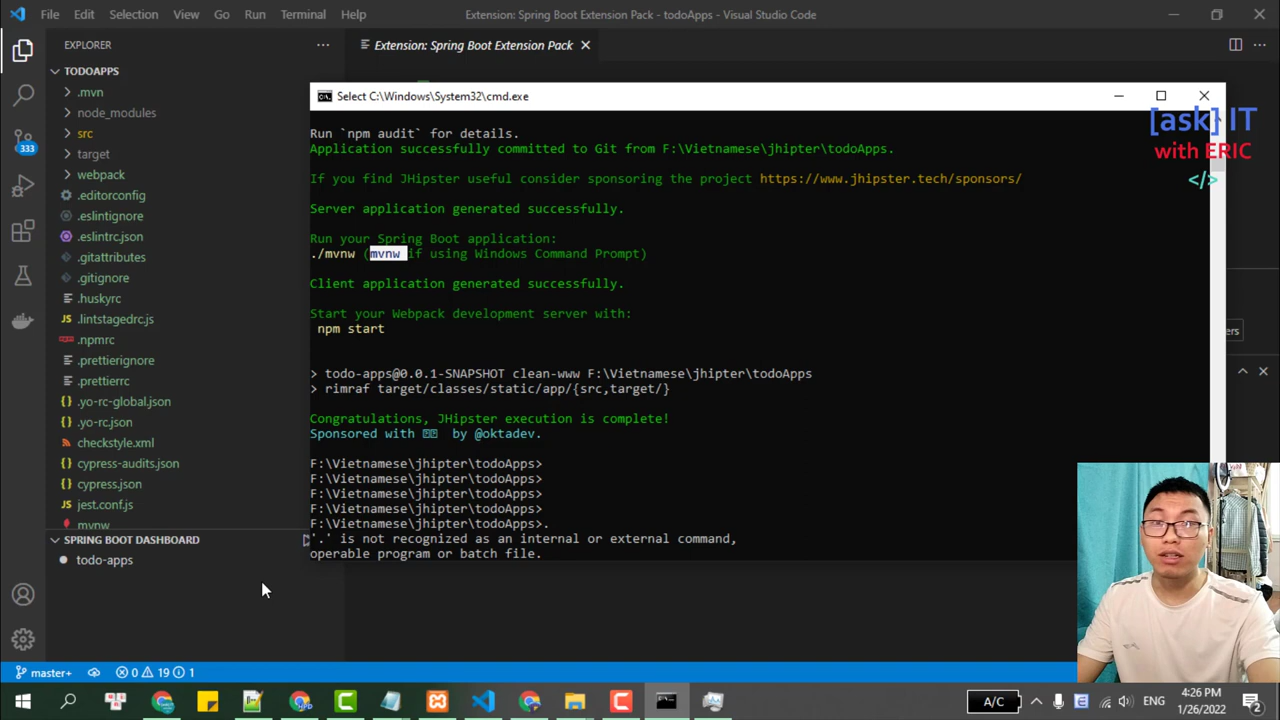 File Edit Selection View Go Run Terminal Help
Extension: Spring Boot Extension Pack - todoApps - Visual Studio Code
EXPLORER
Extension: Spring Boot Extension Pack
TODOAPPS
.mvn
node_modules
src
target
webpack
.editorconfig
.eslintignore
.eslintrc.json
.gitattributes
.gitignore
.huskyrc
.lintstagedrc.js
.npmrc
.prettierignore
.prettierrc
.yo-rc-global.json
.yo-rc.json
checkstyle.xml
cypress-audits.json
cypress.json
jest.conf.js
mvnw
SPRING BOOT DASHBOARD
todo-apps
333
Select C:\Windows\System32\cmd.exe
Run `npm audit` for details.
Application successfully committed to Git from F:\Vietnamese\jhipter\todoApps.
If you find JHipster useful consider sponsoring the project https://www.jhipster.tech/sponsors/
Server application generated successfully.
Run your Spring Boot application:
./mvnw (mvnw if using Windows Command Prompt)
Client application generated successfully.
Start your Webpack development server with:
npm start
> todo-apps@0.0.1-SNAPSHOT clean-www F:\Vietnamese\jhipter\todoApps
> rimraf target/classes/static/app/{src,target/}
Congratulations, JHipster execution is complete!
Sponsored with by @oktadev.
F:\Vietnamese\jhipter\todoApps>
F:\Vietnamese\jhipter\todoApps>
F:\Vietnamese\jhipter\todoApps>
F:\Vietnamese\jhipter\todoApps>
F:\Vietnamese\jhipter\todoApps>.
'.' is not recognized as an internal or external command,
operable program or batch file.
[ask] IT
with ERIC
</>
master+ 0 19 1
A/C
ENG
4:26 PM
1/26/2022
2